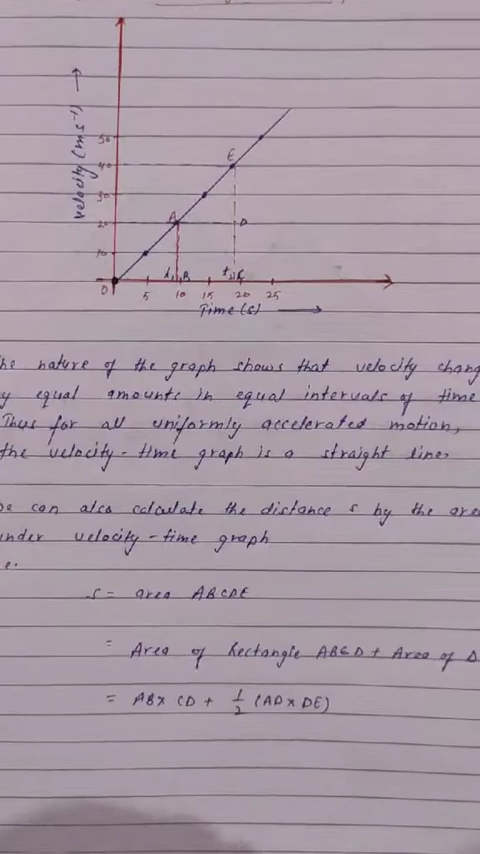 velocity (ms⁻¹) →
50
40
30
20
10
0
A
E
D
t₁ B
t₂ C
5 10 15 20 25
Time (s) →
he nature of the graph shows that velocity chang
y equal amounts in equal intervals of time
Thus for all uniformly accelerated motion,
the velocity-time graph is a straight line.
can also calculate the distance s by the area
under velocity-time graph
e.
s = area ABCDE
= Area of Rectangle ABCD + Area of Δ
= AB x CD + 1/2 (AD x DE)